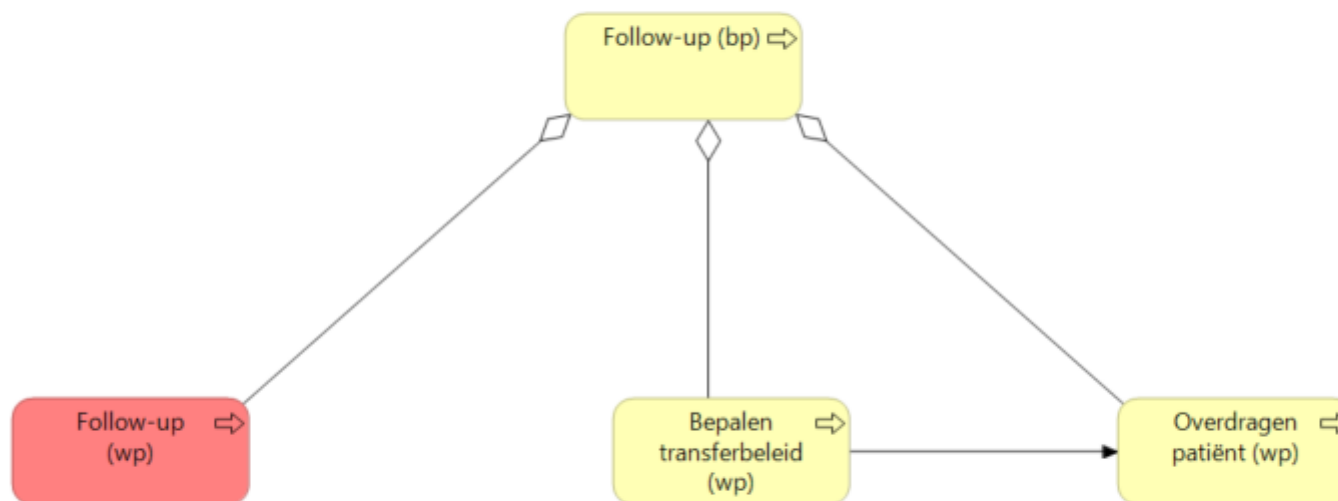 Follow-up (bp)
Follow-up
(wp)
Bepalen
transferbeleid
(wp)
Overdragen
patiënt (wp)